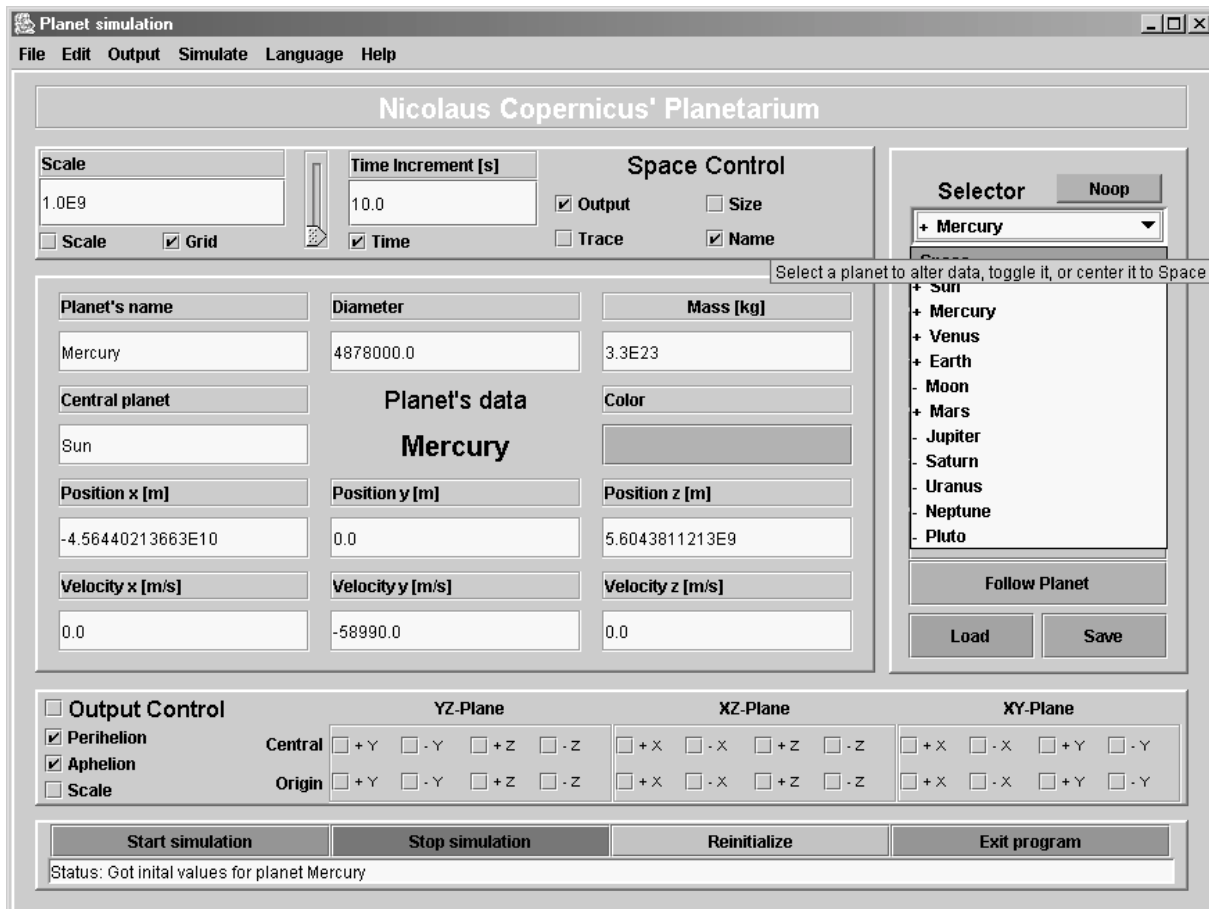 Planet simulation
File Edit Output Simulate Language Help
Nicolaus Copernicus' Planetarium
Scale
1.0E9
Scale Grid
Time Increment [s]
10.0
Time
Space Control
Output Size
Trace Name
Selector Noop
+ Mercury
Space
Select a planet to alter data, toggle it, or center it to Space
+ Sun
+ Mercury
+ Venus
+ Earth
- Moon
+ Mars
- Jupiter
- Saturn
- Uranus
- Neptune
- Pluto
Follow Planet
Load Save
Planet's name Diameter Mass [kg]
Mercury 4878000.0 3.3E23
Central planet Planet's data Color
Sun Mercury
Position x [m] Position y [m] Position z [m]
-4.56440213663E10 0.0 5.6043811213E9
Velocity x [m/s] Velocity y [m/s] Velocity z [m/s]
0.0 -58990.0 0.0
Output Control YZ-Plane XZ-Plane XY-Plane
Perihelion
Aphelion
Scale
Central + Y - Y + Z - Z + X - X + Z - Z + X - X + Y - Y
Origin + Y - Y + Z - Z + X - X + Z - Z + X - X + Y - Y
Start simulation Stop simulation Reinitialize Exit program
Status: Got inital values for planet Mercury